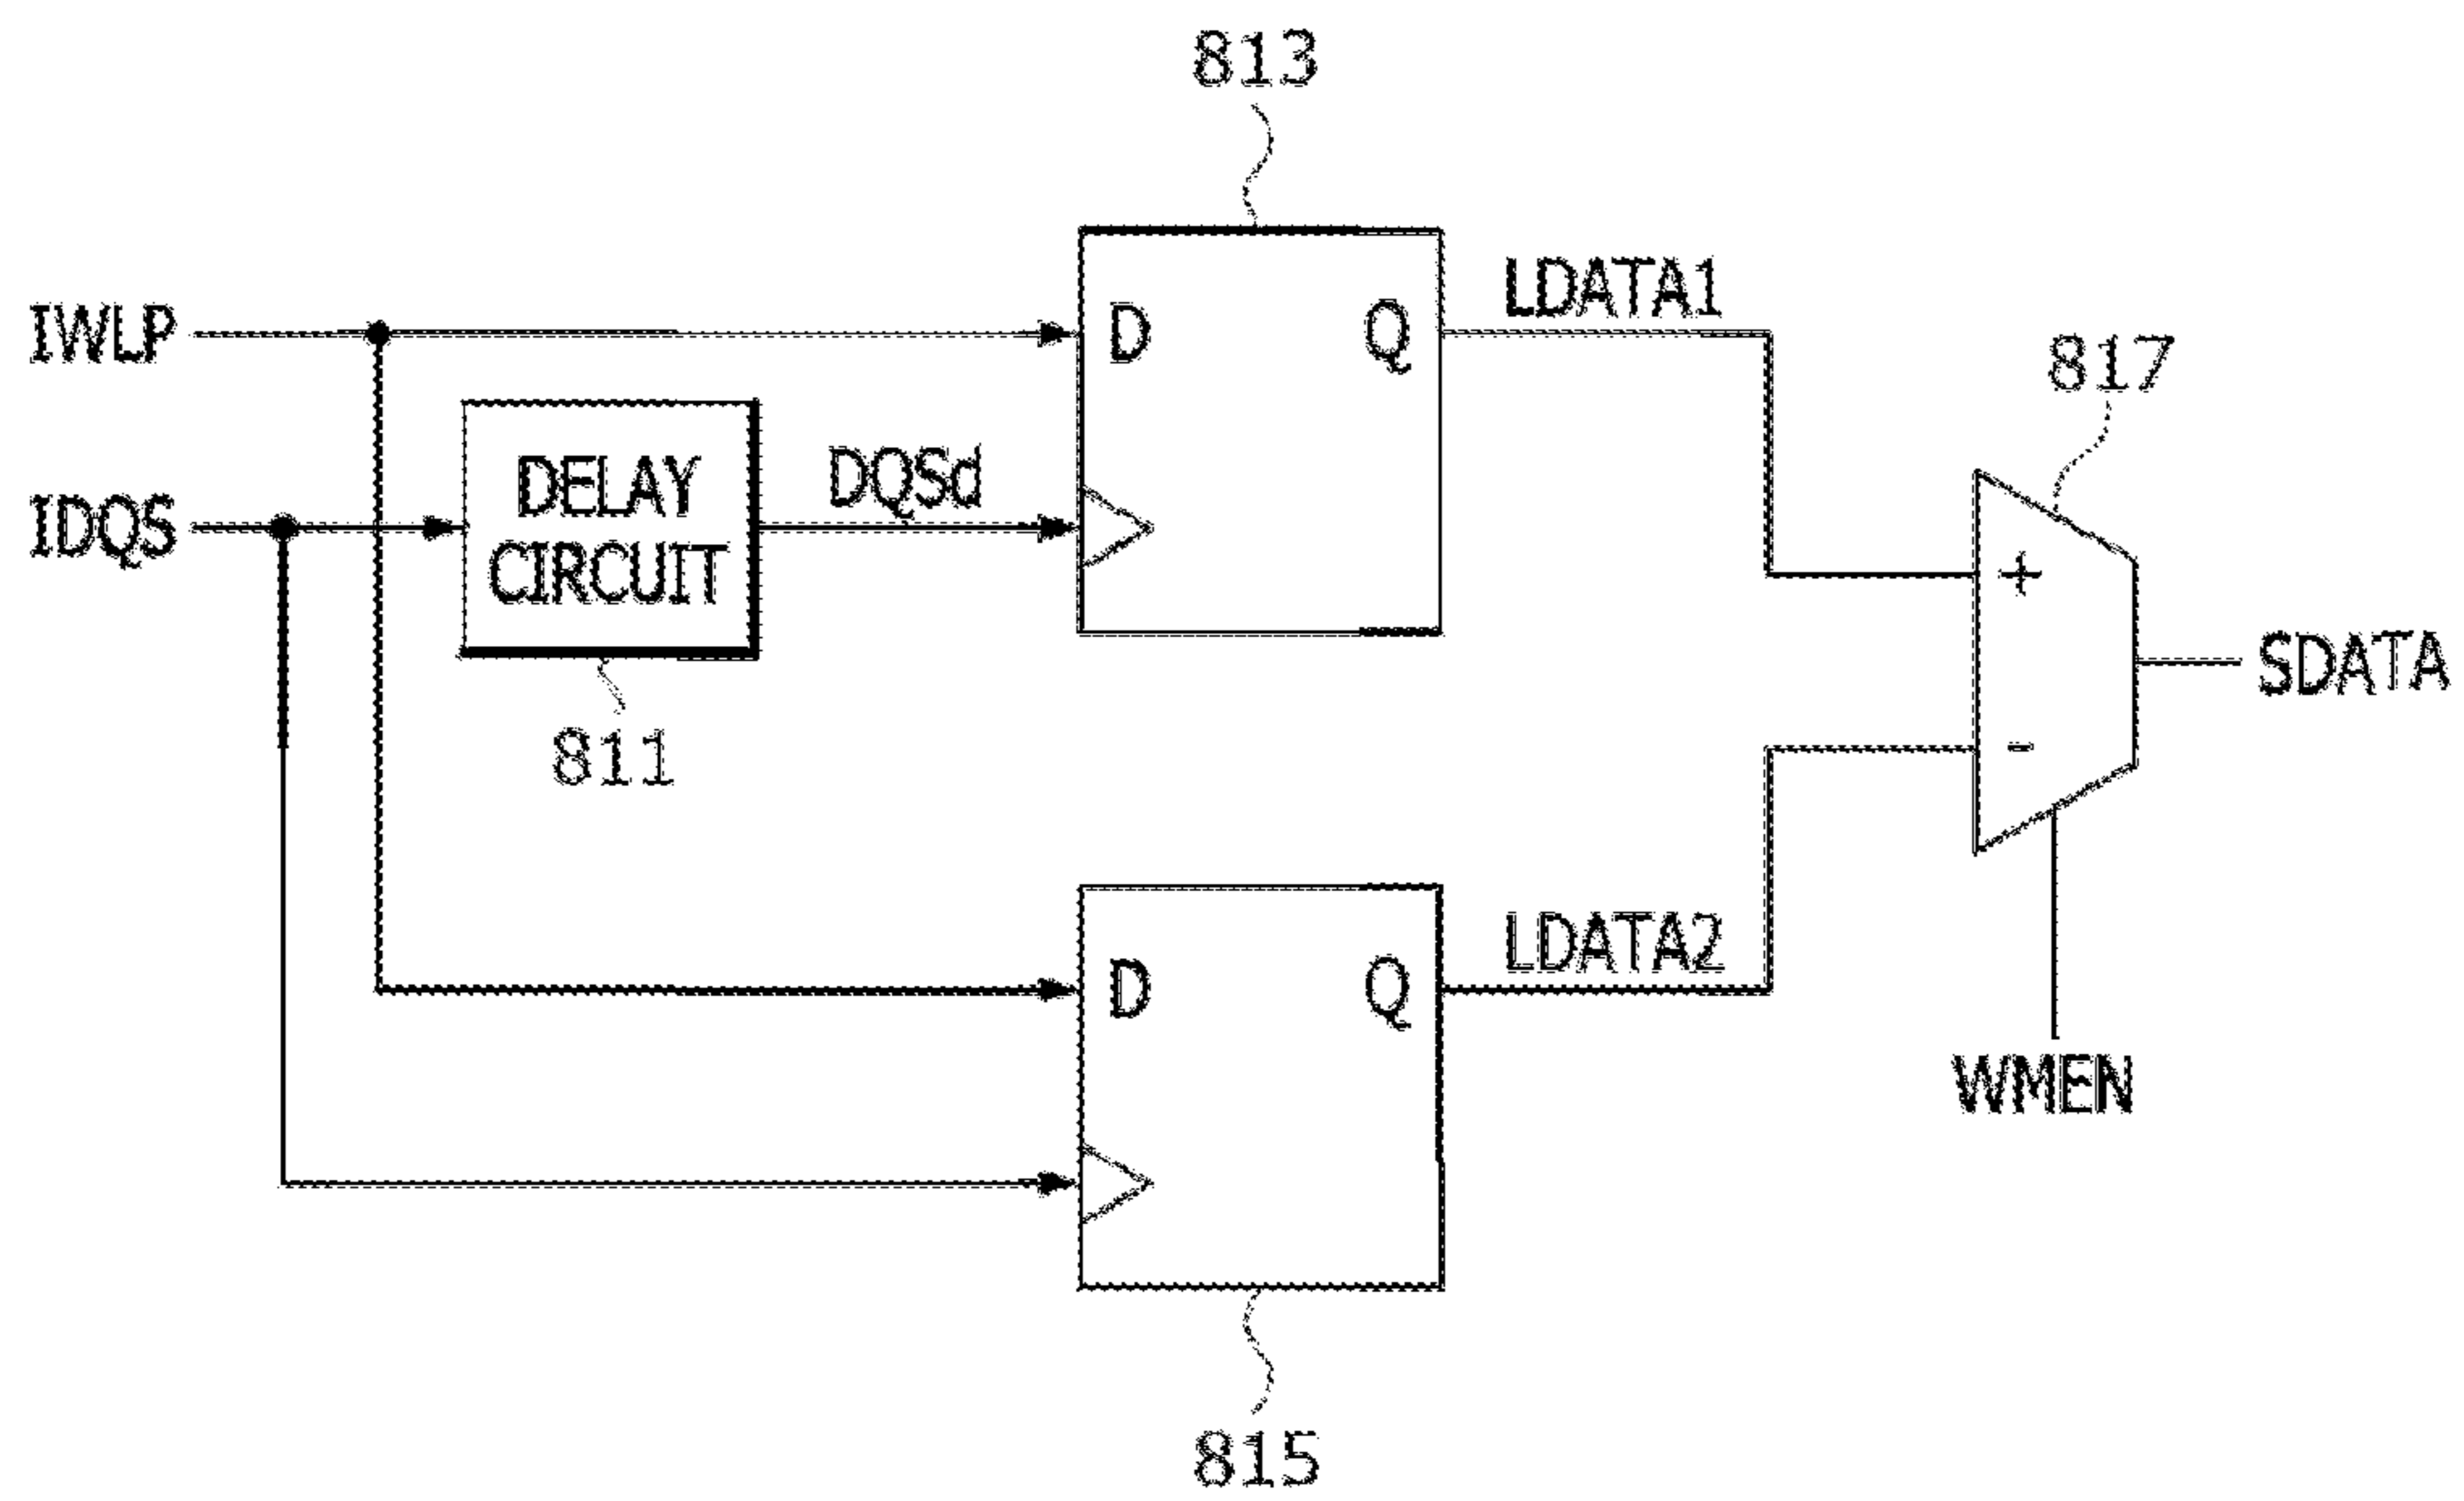 813
IWLP
D
Q
LDATA1
817
IDQS
DELAY
CIRCUIT
DQSd
+
-
SDATA
811
D
Q
LDATA2
WMEN
815